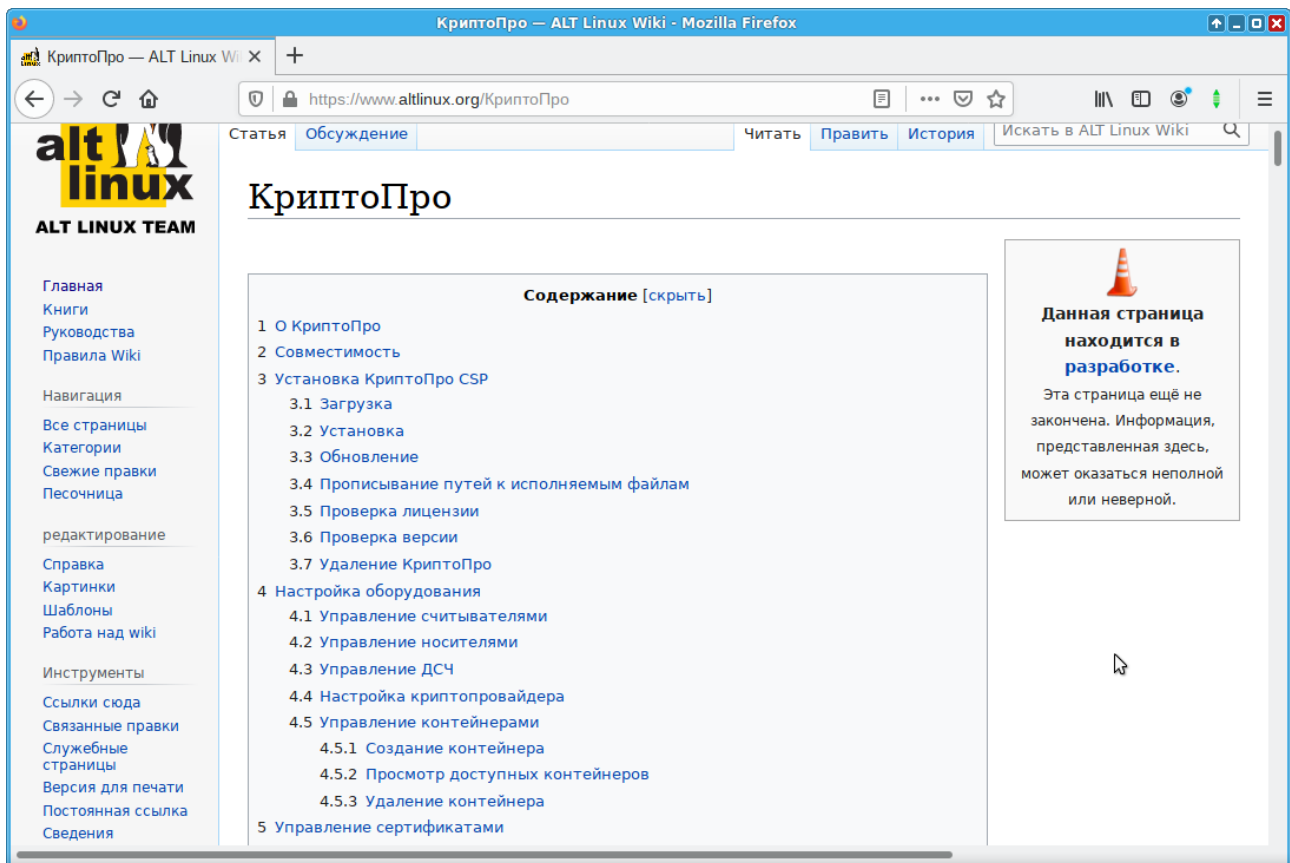 КриптоПро — ALT Linux Wiki - Mozilla Firefox
КриптоПро — ALT Linux Wi
https://www.altlinux.org/КриптоПро
alt linux
ALT LINUX TEAM
Статья Обсуждение Читать Править История Искать в ALT Linux Wiki
КриптоПро
Главная
Книги
Руководства
Правила Wiki
Навигация
Все страницы
Категории
Свежие правки
Песочница
редактирование
Справка
Картинки
Шаблоны
Работа над wiki
Инструменты
Ссылки сюда
Связанные правки
Служебные
страницы
Версия для печати
Постоянная ссылка
Сведения
Содержание [скрыть]
1 О КриптоПро
2 Совместимость
3 Установка КриптоПро CSP
3.1 Загрузка
3.2 Установка
3.3 Обновление
3.4 Прописывание путей к исполняемым файлам
3.5 Проверка лицензии
3.6 Проверка версии
3.7 Удаление КриптоПро
4 Настройка оборудования
4.1 Управление считывателями
4.2 Управление носителями
4.3 Управление ДСЧ
4.4 Настройка криптопровайдера
4.5 Управление контейнерами
4.5.1 Создание контейнера
4.5.2 Просмотр доступных контейнеров
4.5.3 Удаление контейнера
5 Управление сертификатами
Данная страница
находится в
разработке.
Эта страница ещё не
закончена. Информация,
представленная здесь,
может оказаться неполной
или неверной.